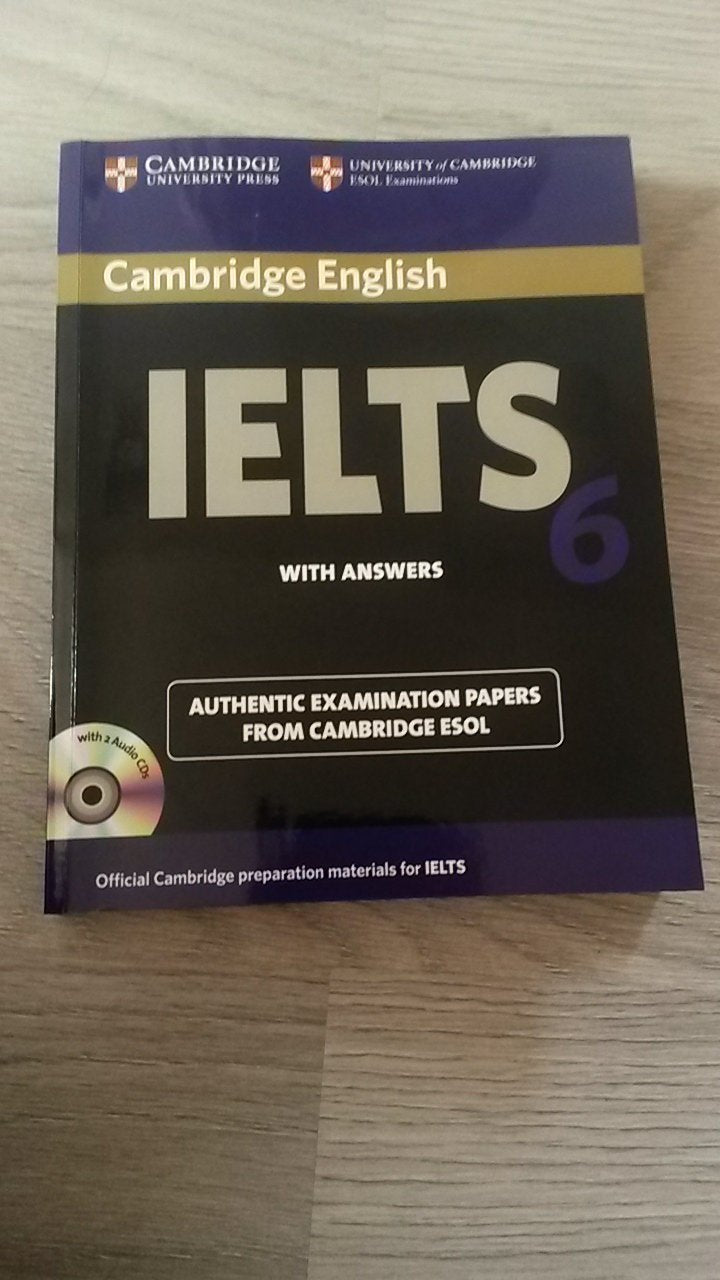 CAMBRIDGE
UNIVERSITY PRESS
UNIVERSITY of CAMBRIDGE
ESOL Examinations
Cambridge English
IELTS
6
WITH ANSWERS
AUTHENTIC EXAMINATION PAPERS
FROM CAMBRIDGE ESOL
with 2 Audio CDs
Official Cambridge preparation materials for IELTS